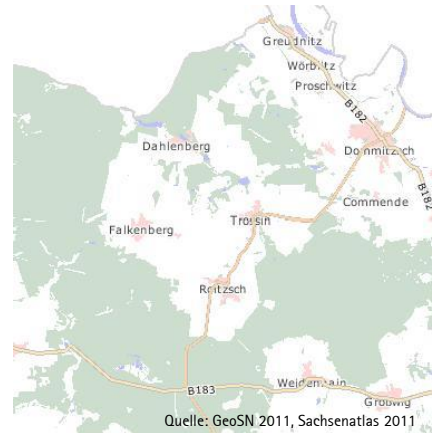 Greudnitz
Wörblitz
Proschwitz
B182
Dommitzsch
Dahlenberg
B182
Commende
Trossin
Falkenberg
Roitzsch
Weidenhain
B183
Großwig
Quelle: GeoSN 2011, Sachsenatlas 2011